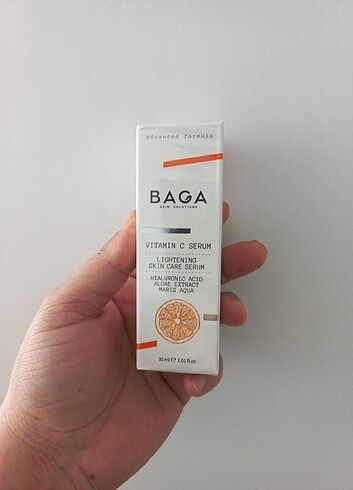 advanced formula
BAGA
SKIN SOLUTIONS
VITAMIN C SERUM
LIGHTENING
SKIN CARE SERUM
HYALURONIC ACID
ALOAE EXTRACT
MARIS AQUA
30 ml ℮ 1.01 fl.oz